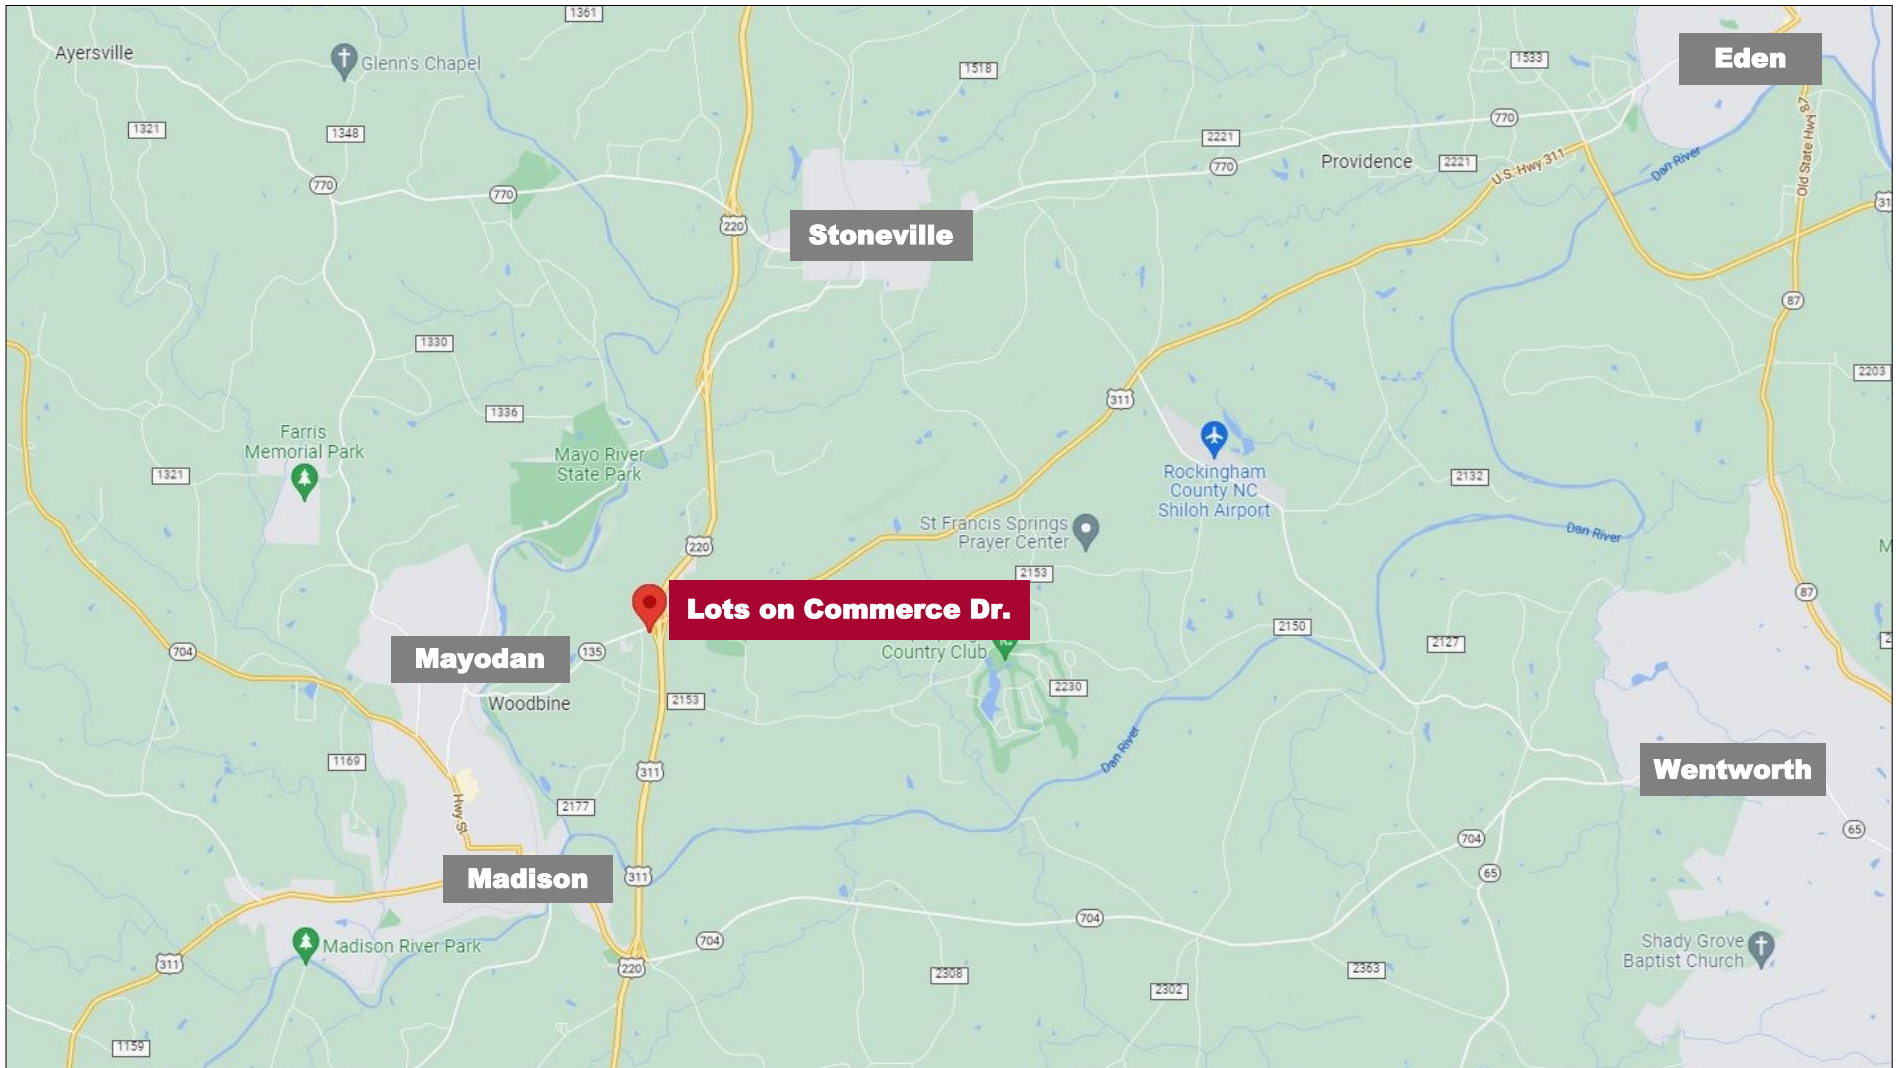 1361
Ayersville
Glenn's Chapel
1518
1533
Eden
1321
1348
770
2221
Old State Hwy 87
770
770
770
Providence
2221
U.S. Hwy 311
Dan River
220
Stoneville
31
87
1330
2203
311
1336
Farris
Memorial Park
Mayo River
State Park
Rockingham
County NC
Shiloh Airport
1321
2132
St Francis Springs
Prayer Center
Dan River
220
M
2153
87
Lots on Commerce Dr.
2150
2127
2
704
Mayodan
135
Country Club
Woodbine
2153
2230
Dan River
1169
311
Wentworth
2177
Hwy St
704
65
65
Madison
311
704
704
Madison River Park
311
220
2308
2363
2302
Shady Grove
Baptist Church
1159